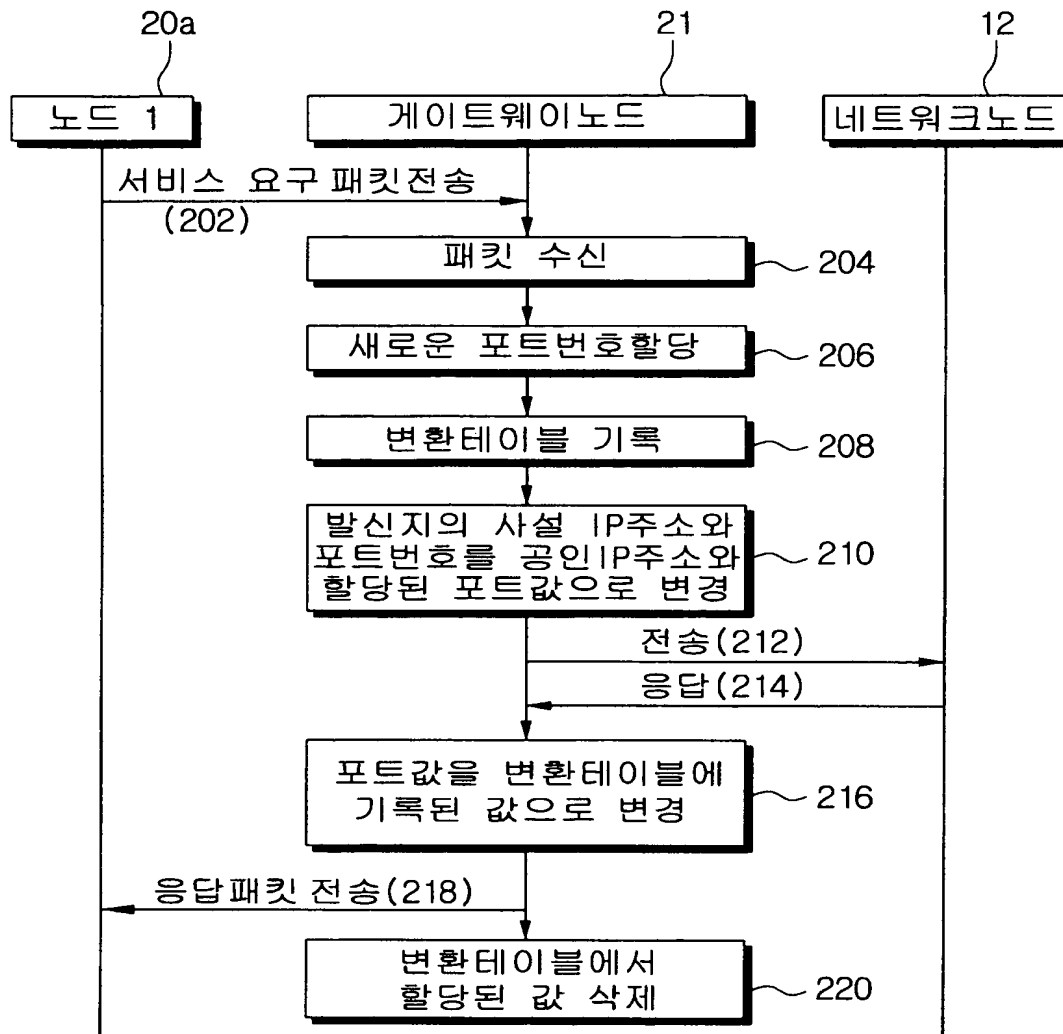 20a
21
12
노드 1
게이트웨이노드
네트워크노드
서비스 요구 패킷전송
(202)
패킷 수신
204
새로운 포트번호할당
206
변환테이블 기록
208
발신지의 사설 IP주소와
포트번호를 공인IP주소와
할당된 포트값으로 변경
210
전송(212)
응답(214)
포트값을 변환테이블에
기록된 값으로 변경
216
응답패킷 전송(218)
변환테이블에서
할당된 값 삭제
220